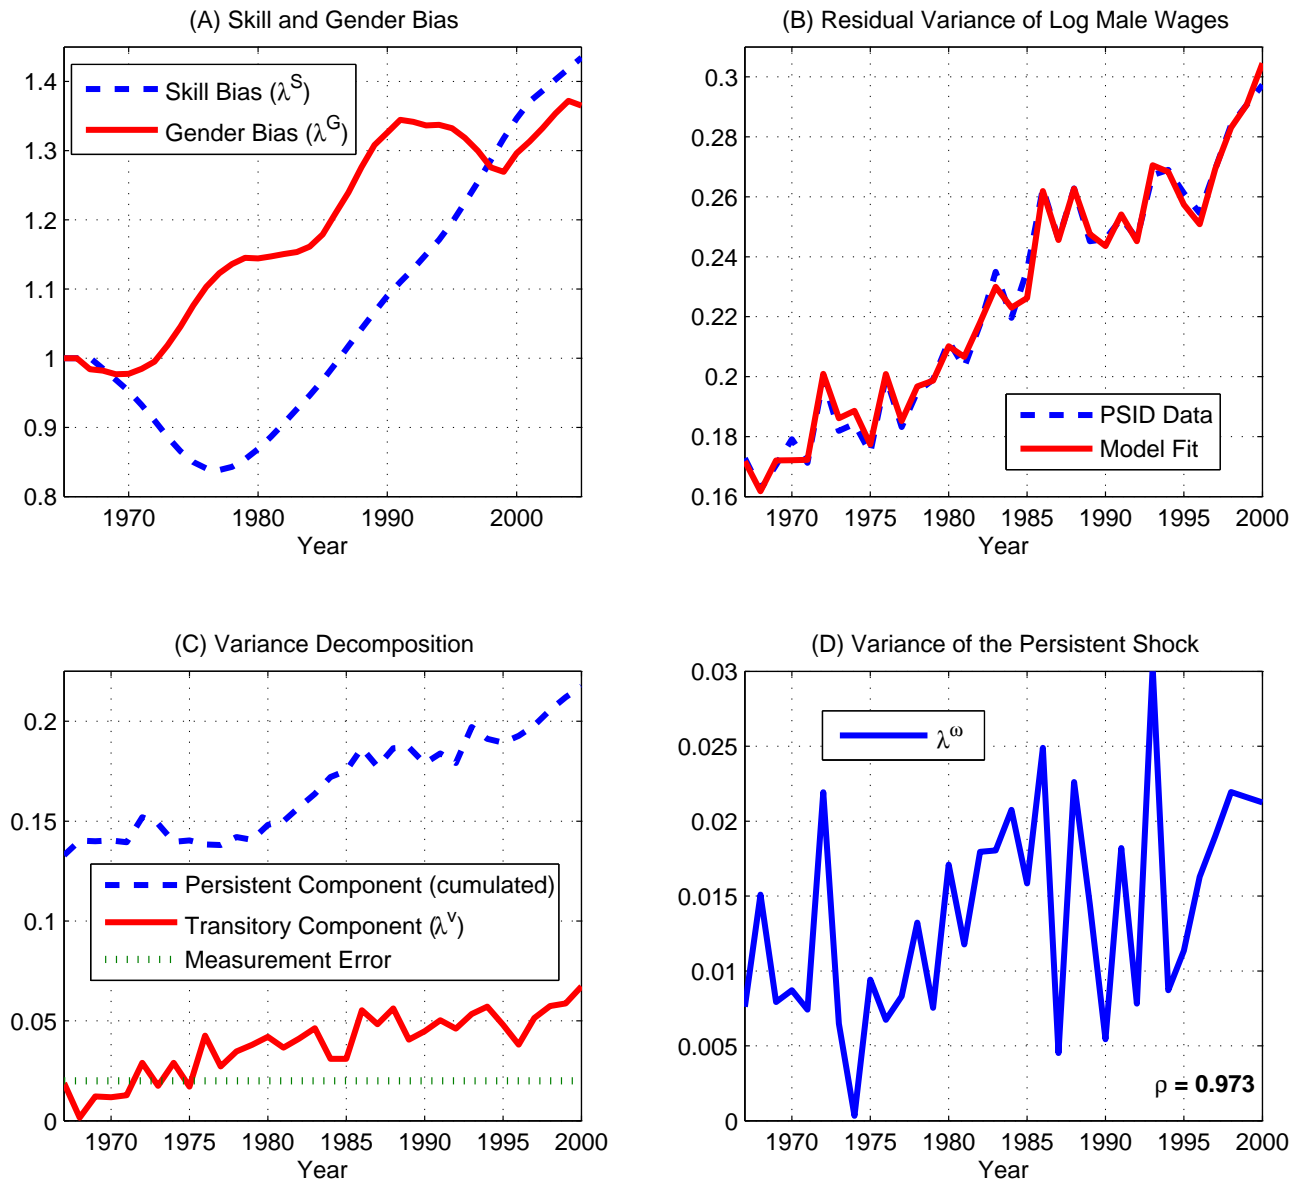 (A) Skill and Gender Bias
1.4
1.3
1.2
1.1
1
0.9
0.8
Skill Bias (λ^S)
Gender Bias (λ^G)
1970 1980 1990 2000
Year
(B) Residual Variance of Log Male Wages
0.3
0.28
0.26
0.24
0.22
0.2
0.18
0.16
PSID Data
Model Fit
1970 1975 1980 1985 1990 1995 2000
Year
(C) Variance Decomposition
0.2
0.15
0.1
0.05
0
Persistent Component (cumulated)
Transitory Component (λ^v)
Measurement Error
1970 1975 1980 1985 1990 1995 2000
Year
(D) Variance of the Persistent Shock
0.03
0.025
0.02
0.015
0.01
0.005
0
λ^ω
ρ = 0.973
1970 1975 1980 1985 1990 1995 2000
Year